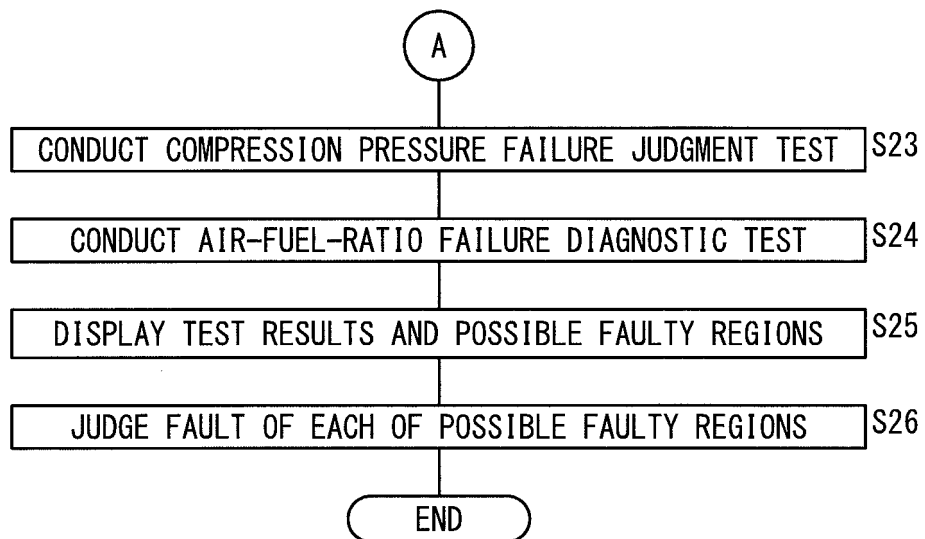 A
CONDUCT COMPRESSION PRESSURE FAILURE JUDGMENT TEST S23
CONDUCT AIR-FUEL-RATIO FAILURE DIAGNOSTIC TEST S24
DISPLAY TEST RESULTS AND POSSIBLE FAULTY REGIONS S25
JUDGE FAULT OF EACH OF POSSIBLE FAULTY REGIONS S26
END